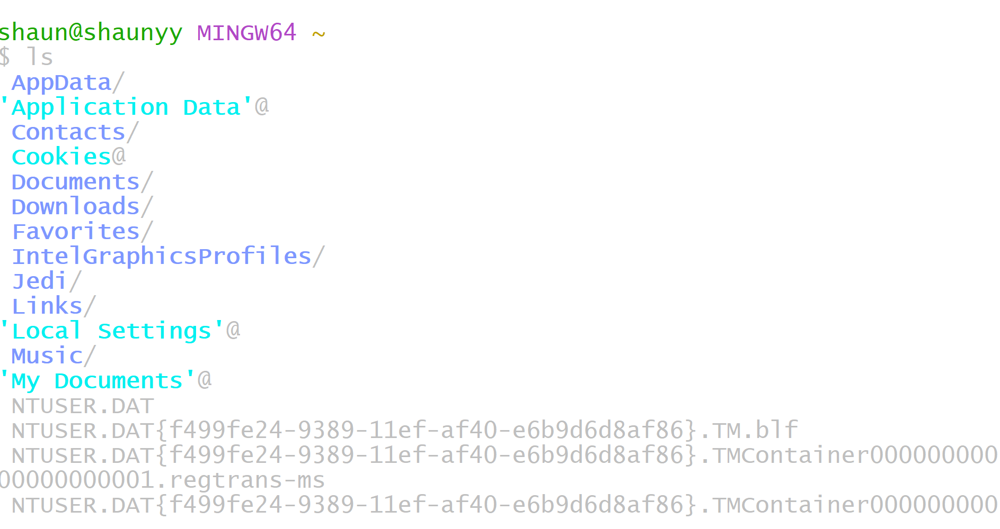 shaun@shaunyy MINGW64 ~
$ ls
AppData/
'Application Data'@
Contacts/
Cookies@
Documents/
Downloads/
Favorites/
IntelGraphicsProfiles/
Jedi/
Links/
'Local Settings'@
Music/
'My Documents'@
NTUSER.DAT
NTUSER.DAT{f499fe24-9389-11ef-af40-e6b9d6d8af86}.TM.blf
NTUSER.DAT{f499fe24-9389-11ef-af40-e6b9d6d8af86}.TMContainer000000000
00000000001.regtrans-ms
NTUSER.DAT{f499fe24-9389-11ef-af40-e6b9d6d8af86}.TMContainer000000000